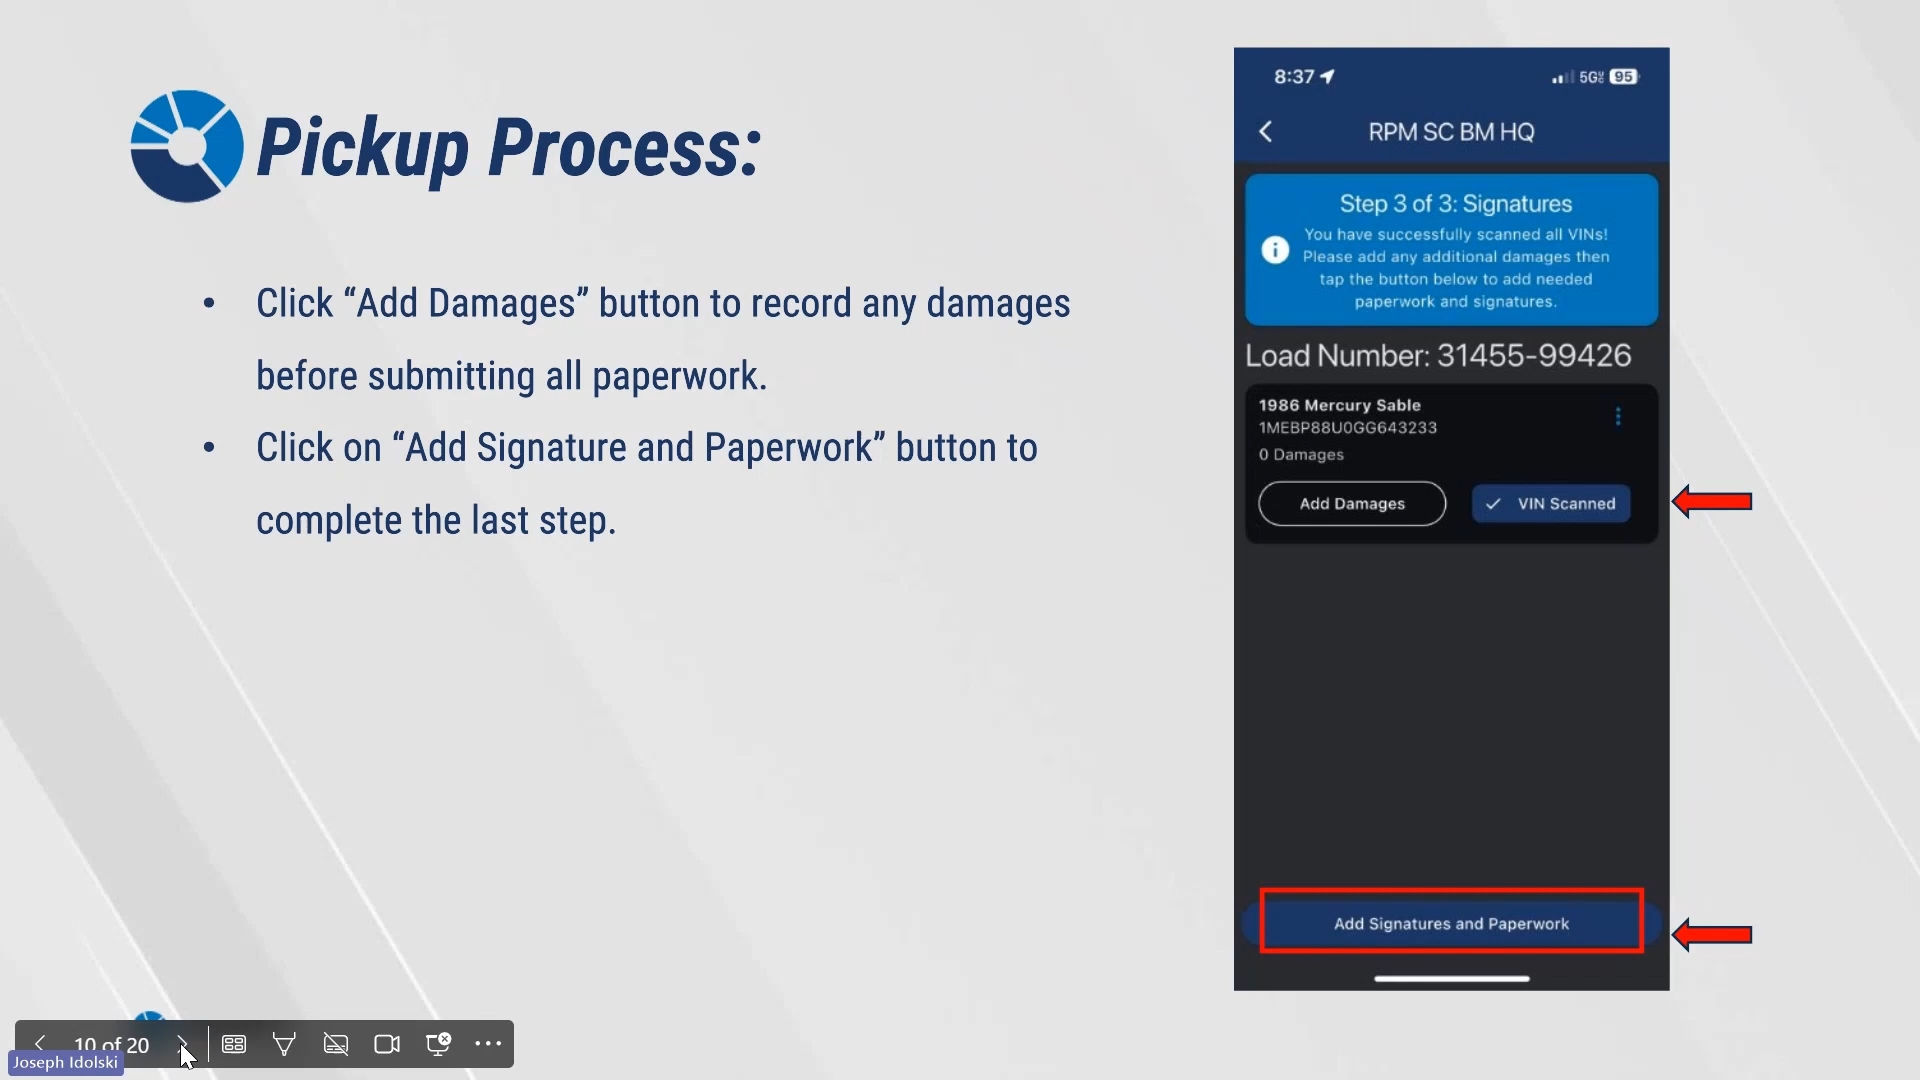 Pickup Process:
• Click “Add Damages” button to record any damages
before submitting all paperwork.
• Click on “Add Signature and Paperwork” button to
complete the last step.
8:37
95
RPM SC BM HQ
Step 3 of 3: Signatures
You have successfully scanned all VINs!
Please add any additional damages then
tap the button below to add needed
paperwork and signatures.
Load Number: 31455-99426
1986 Mercury Sable
1MEBP88U0GG643233
0 Damages
Add Damages
VIN Scanned
Add Signatures and Paperwork
10 of 20
Joseph Idolski